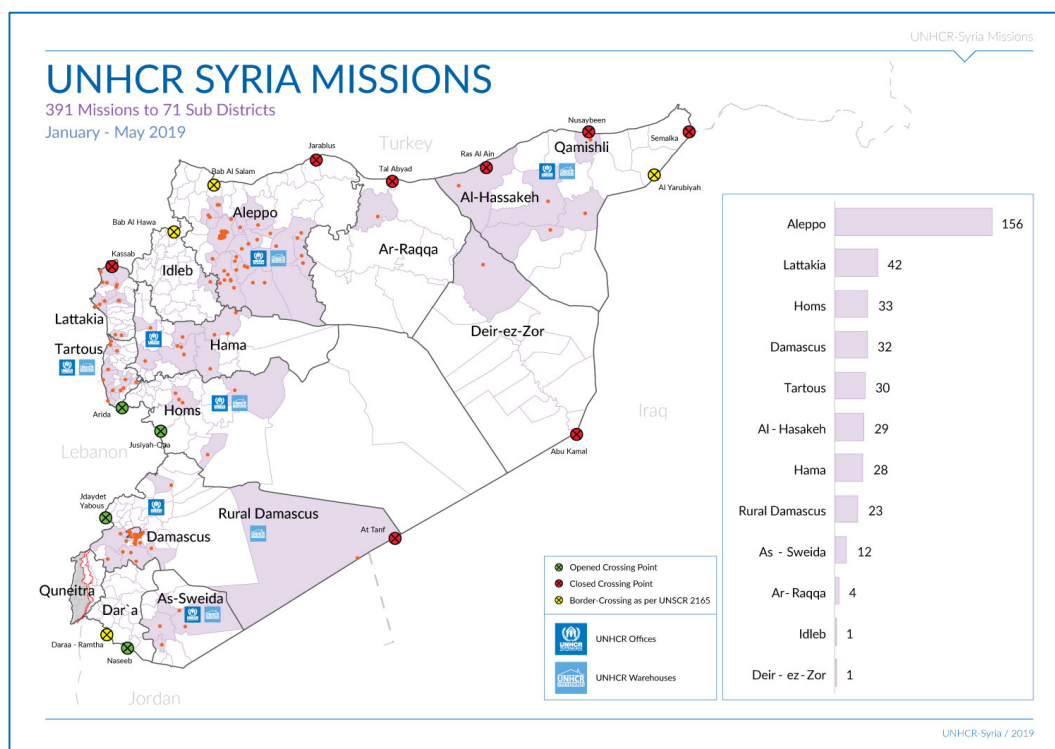 UNHCR-Syria Missions
UNHCR SYRIA MISSIONS
391 Missions to 71 Sub Districts
January - May 2019
Turkey
Nusaybeen
Semalka
Qamishli
Jarablus
Ras Al Ain
Tal Abyad
Bab Al Salam
Al Yarubiyah
Al-Hassakeh
Aleppo
Bab Al Hawa
Ar-Raqqa
Kassab
Idleb
Lattakia
Deir-ez-Zor
Hama
Tartous
Homs
Arida
Iraq
Jusiyah-Qaa
Lebanon
Abu Kamal
Jdaydet
Yabous
Rural Damascus
At Tanf
Damascus
Quneitra
As-Sweida
Dar`a
Daraa - Ramtha
Naseeb
Jordan
Opened Crossing Point
Closed Crossing Point
Border-Crossing as per UNSCR 2165
UNHCR
UNHCR Offices
UNHCR
UNHCR Warehouses
Aleppo 156
Lattakia 42
Homs 33
Damascus 32
Tartous 30
Al - Hasakeh 29
Hama 28
Rural Damascus 23
As - Sweida 12
Ar- Raqqa 4
Idleb 1
Deir - ez-Zor 1
UNHCR-Syria / 2019